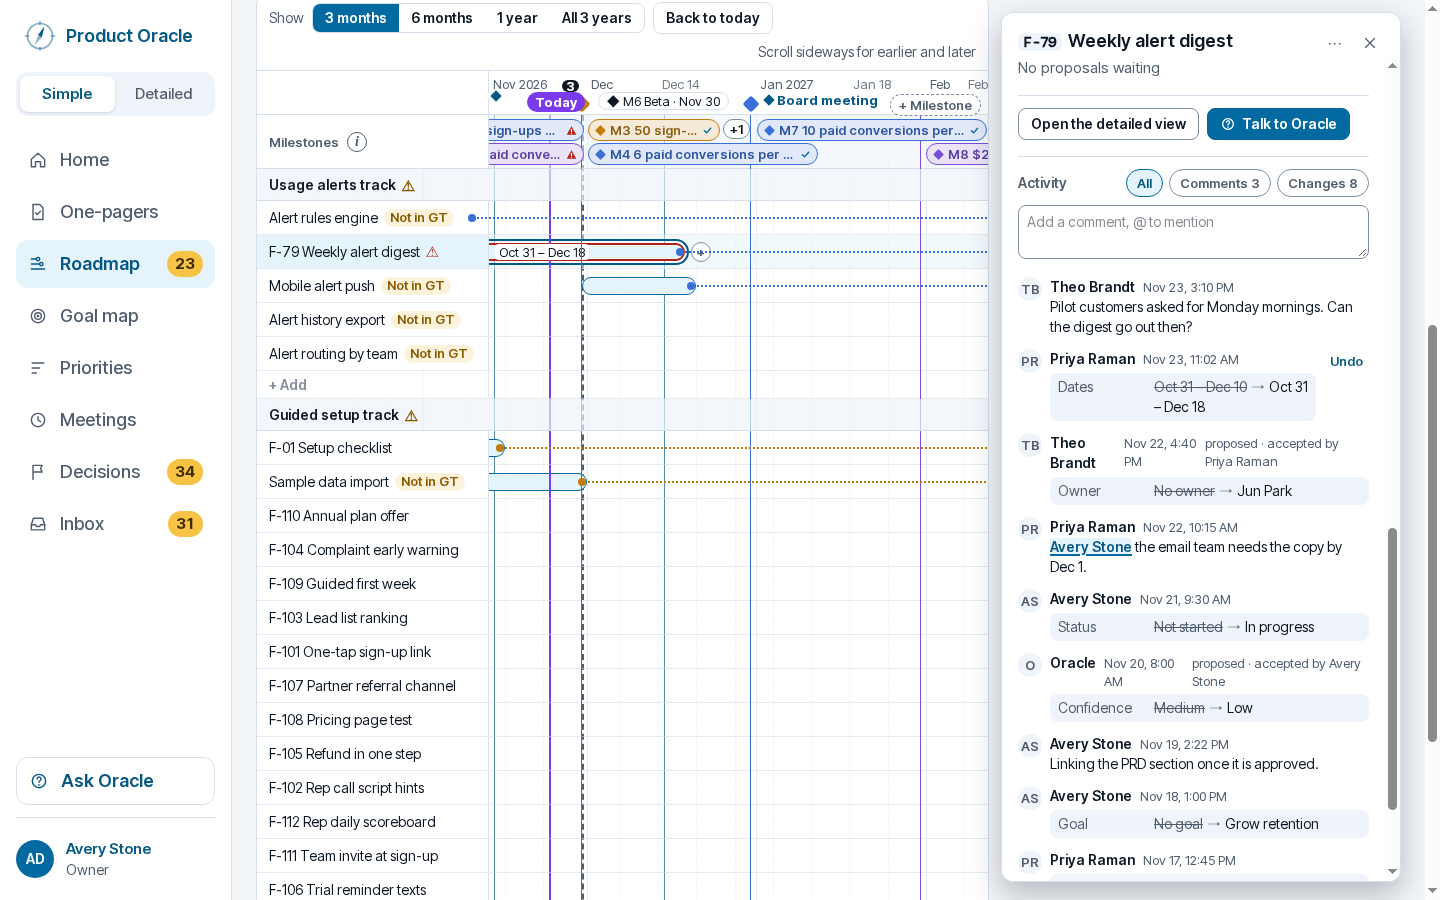 Product Oracle
Simple
Detailed
Home
One-pagers
Roadmap 23
Goal map
Priorities
Meetings
Decisions 34
Inbox 31
Ask Oracle
AD
Avery Stone
Owner
Show
3 months
6 months
1 year
All 3 years
Back to today
Scroll sideways for earlier and later
Nov 2026
3
Dec
Dec 14
Jan 2027
Jan 18
Feb
Feb
Today
M6 Beta · Nov 30
Board meeting
+ Milestone
Milestones i
sign-ups ...
M3 50 sign-...
+1
M7 10 paid conversions per...
aid conve...
M4 6 paid conversions per ...
M8 $2
Usage alerts track
Alert rules engine Not in GT
F-79 Weekly alert digest
Oct 31 – Dec 18
+
Mobile alert push Not in GT
Alert history export Not in GT
Alert routing by team Not in GT
+ Add
Guided setup track
F-01 Setup checklist
Sample data import Not in GT
F-110 Annual plan offer
F-104 Complaint early warning
F-109 Guided first week
F-103 Lead list ranking
F-101 One-tap sign-up link
F-107 Partner referral channel
F-108 Pricing page test
F-105 Refund in one step
F-102 Rep call script hints
F-112 Rep daily scoreboard
F-111 Team invite at sign-up
F-106 Trial reminder texts
F-79 Weekly alert digest
No proposals waiting
Open the detailed view
Talk to Oracle
Activity
All
Comments 3
Changes 8
Add a comment, @ to mention
TB Theo Brandt Nov 23, 3:10 PM
Pilot customers asked for Monday mornings. Can
the digest go out then?
PR Priya Raman Nov 23, 11:02 AM
Undo
Dates Oct 31 – Dec 10 → Oct 31
– Dec 18
TB Theo Brandt Nov 22, 4:40 PM proposed · accepted by Priya Raman
Owner No owner → Jun Park
PR Priya Raman Nov 22, 10:15 AM
Avery Stone the email team needs the copy by
Dec 1.
AS Avery Stone Nov 21, 9:30 AM
Status Not started → In progress
O Oracle Nov 20, 8:00 AM proposed · accepted by Avery Stone
Confidence Medium → Low
AS Avery Stone Nov 19, 2:22 PM
Linking the PRD section once it is approved.
AS Avery Stone Nov 18, 1:00 PM
Goal No goal → Grow retention
PR Priya Raman Nov 17, 12:45 PM